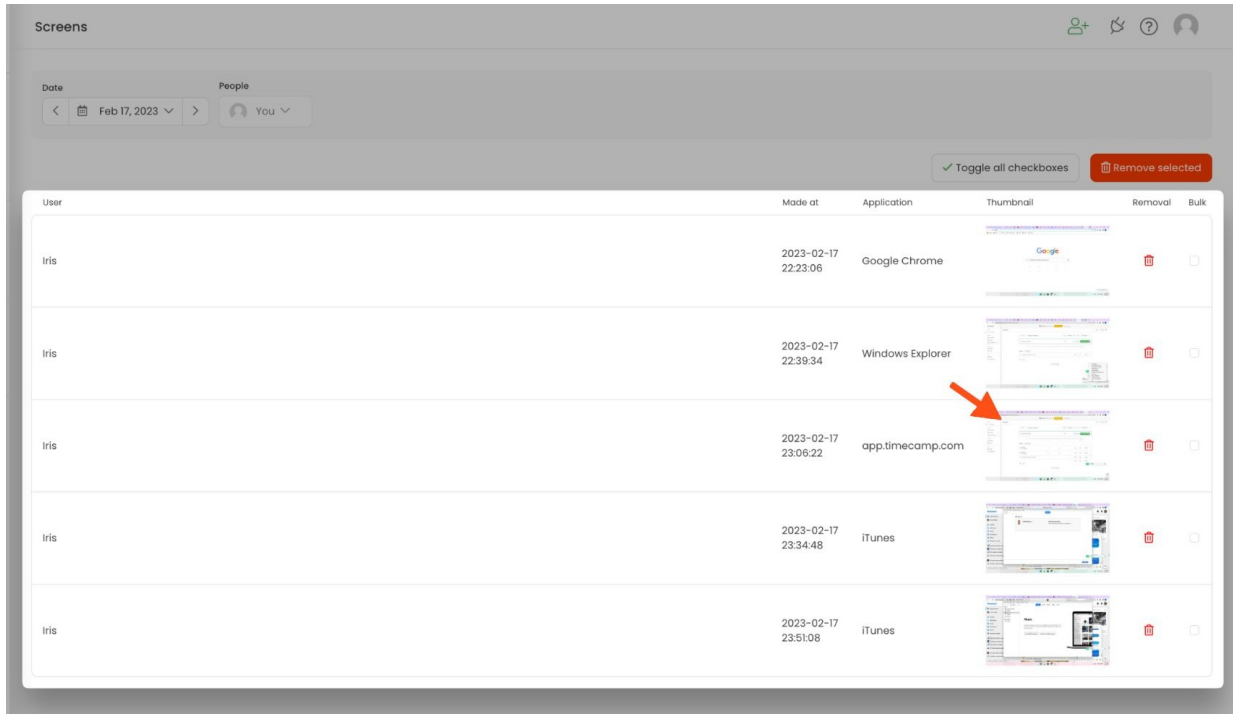 Screens
Date
People
Feb 17, 2023
You
Toggle all checkboxes
Remove selected
User
Made at
Application
Thumbnail
Removal
Bulk
Iris
2023-02-17
22:23:06
Google Chrome
Google
Iris
2023-02-17
22:39:34
Windows Explorer
Iris
2023-02-17
23:06:22
app.timecamp.com
Iris
2023-02-17
23:34:48
iTunes
Iris
2023-02-17
23:51:08
iTunes